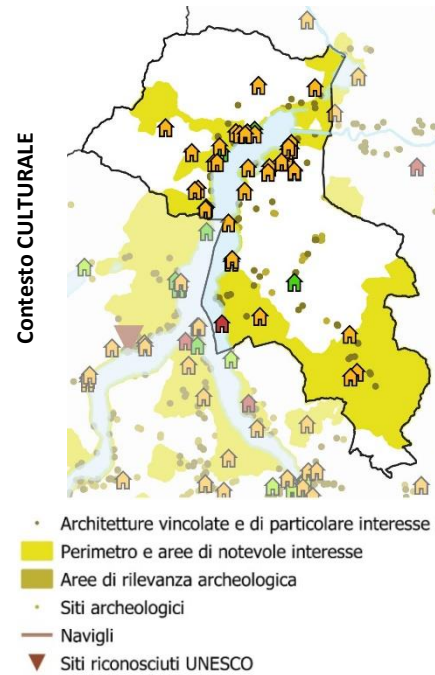 Contesto CULTURALE
Architetture vincolate e di particolare interesse
Perimetro e aree di notevole interesse
Aree di rilevanza archeologica
Siti archeologici
Navigli
Siti riconosciuti UNESCO